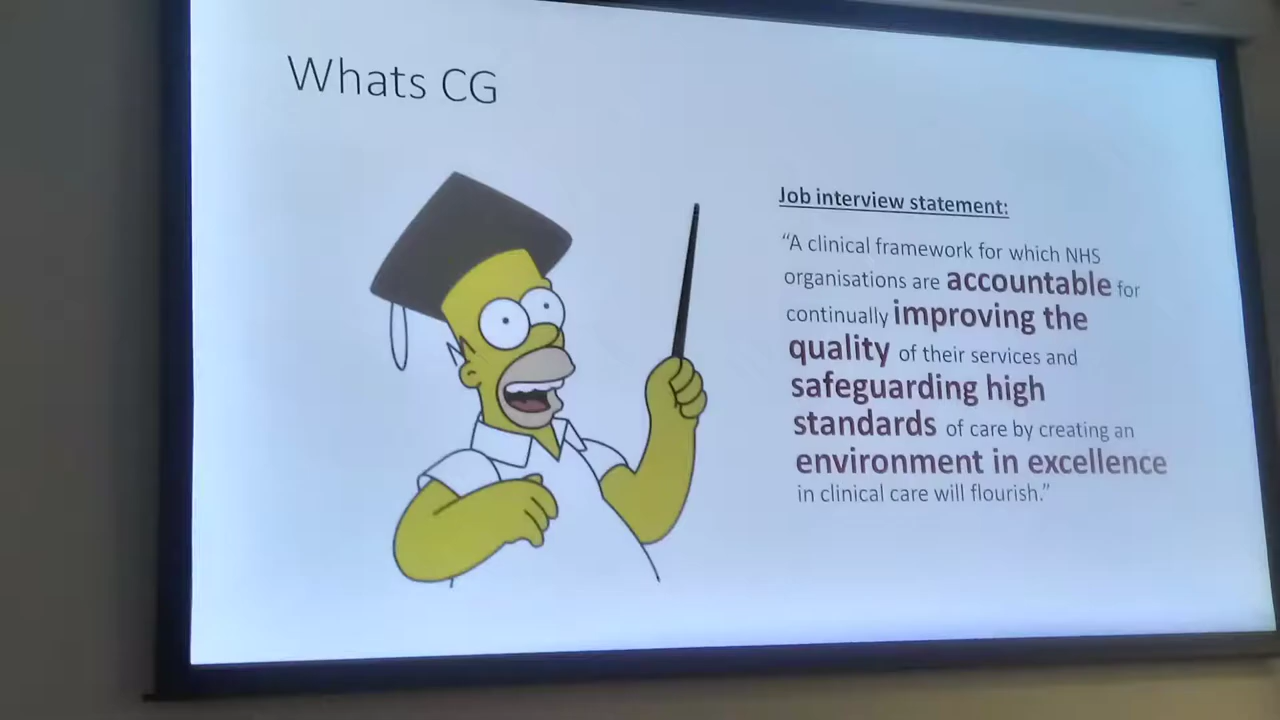 Whats CG
Job interview statement:
“A clinical framework for which NHS
organisations are accountable for
continually improving the
quality of their services and
safeguarding high
standards of care by creating an
environment in excellence
in clinical care will flourish.”